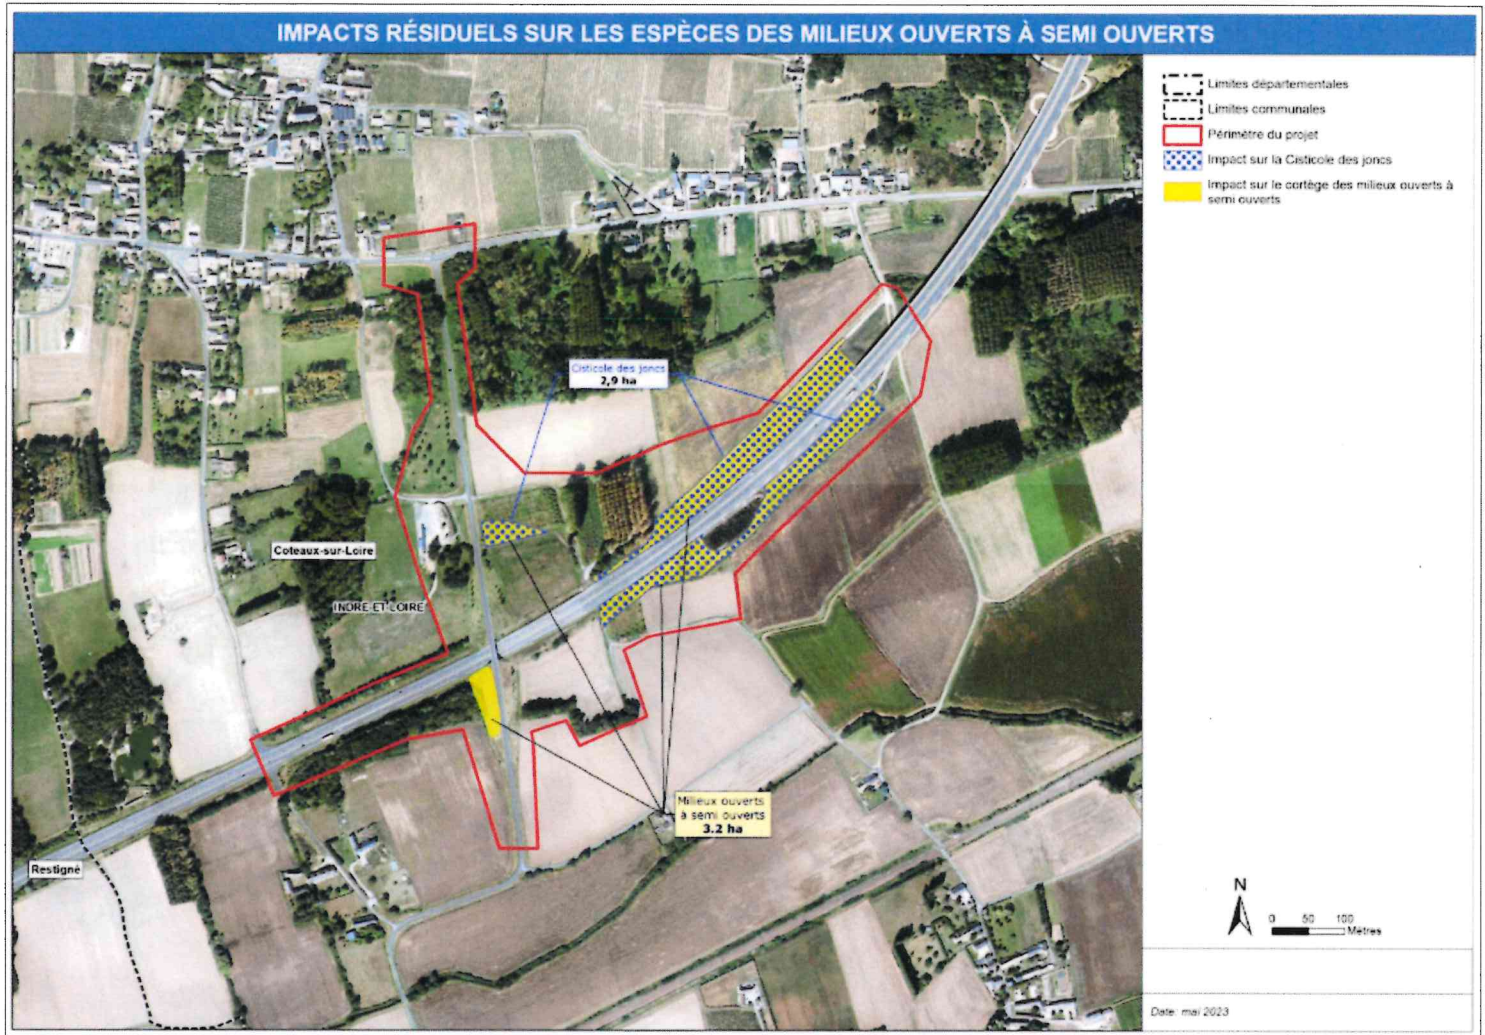 IMPACTS RÉSIDUELS SUR LES ESPÈCES DES MILIEUX OUVERTS À SEMI OUVERTS
Limites départementales
Limites communales
Périmètre du projet
Impact sur la Cisticole des joncs
Impact sur le cortège des milieux ouverts à
semi ouverts
Cisticole des joncs
2,9 ha
Coteaux-sur-Loire
INDRE-ET-LOIRE
Milieux ouverts
à semi ouverts
3.2 ha
Restigné
N
0 50 100
Mètres
Date: mai 2023